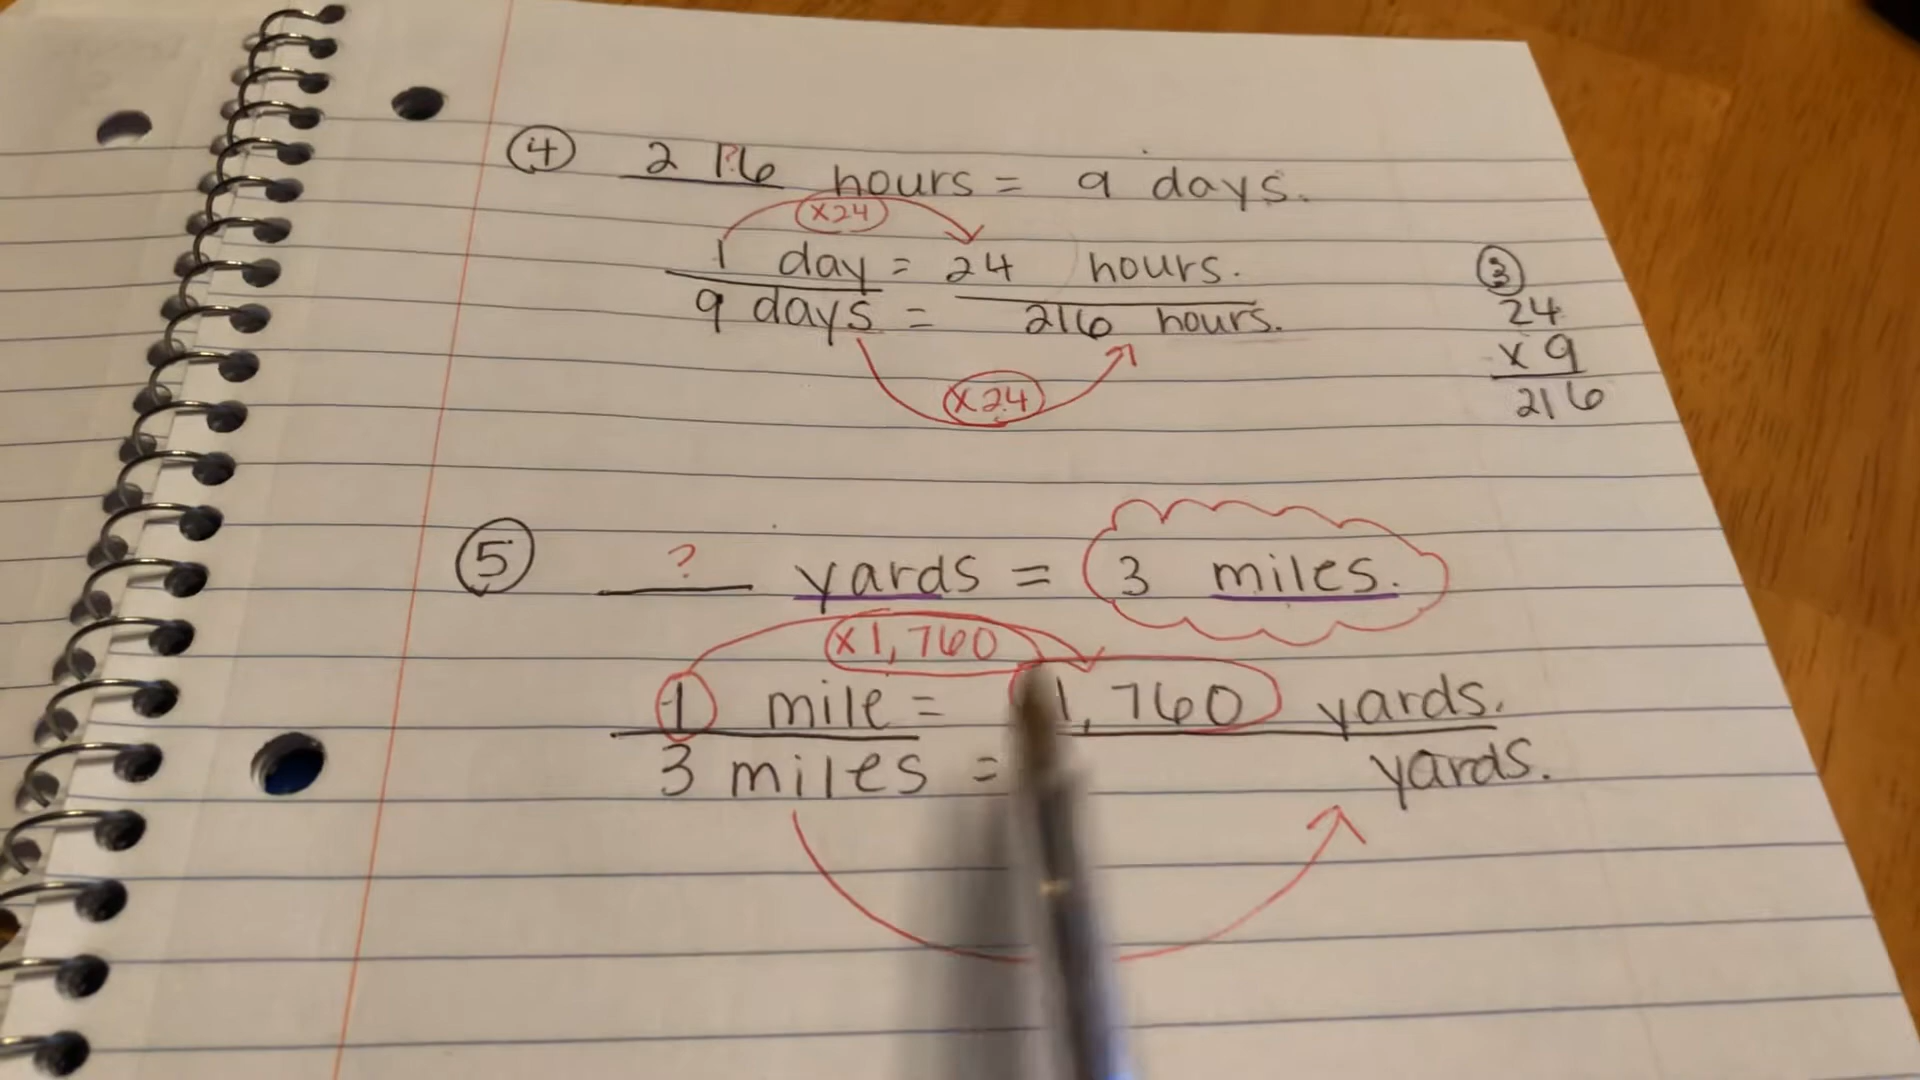 ④ 216 hours = 9 days.
x24
1 day = 24 hours.
9 days = 216 hours.
x24
③
24
x 9
216
⑤ ? yards = 3 miles.
x1,760
1 mile = 1,760 yards.
3 miles = yards.